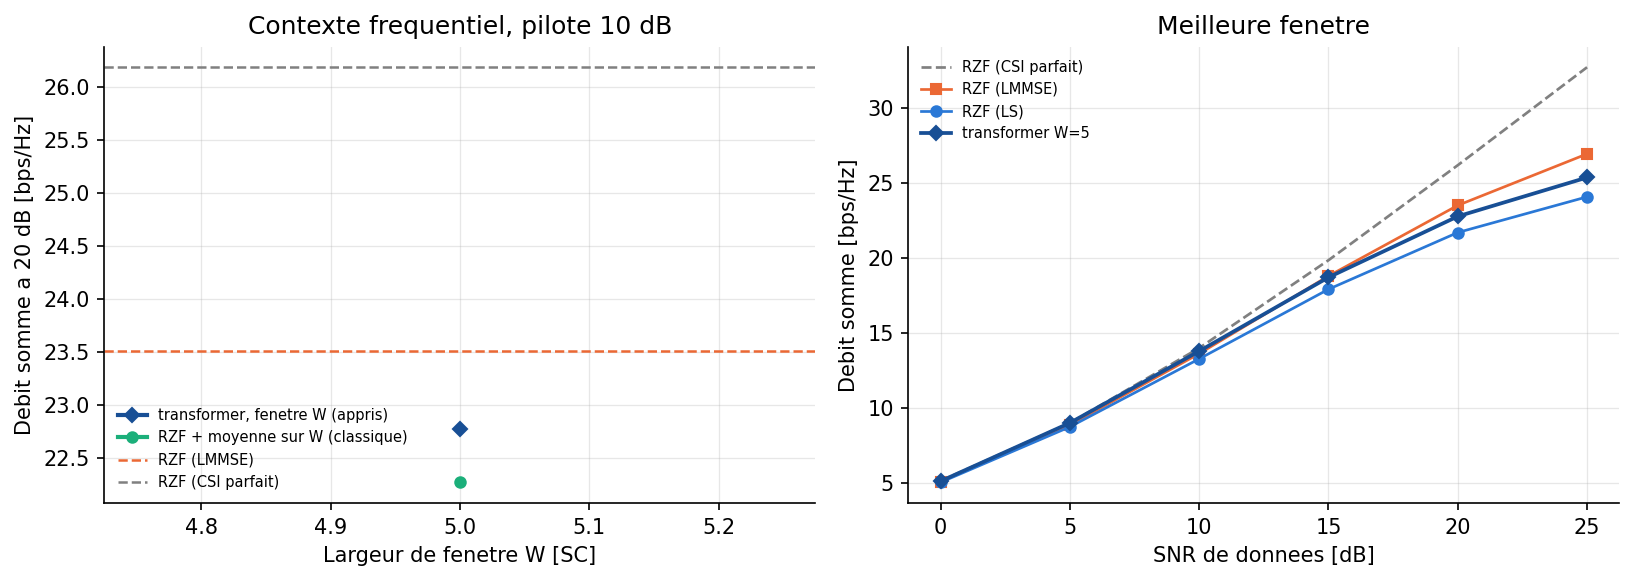 Contexte frequentiel, pilote 10 dB
Debit somme a 20 dB [bps/Hz]
26.0
25.5
25.0
24.5
24.0
23.5
23.0
22.5
transformer, fenetre W (appris)
RZF + moyenne sur W (classique)
RZF (LMMSE)
RZF (CSI parfait)
4.8 4.9 5.0 5.1 5.2
Largeur de fenetre W [SC]
Meilleure fenetre
Debit somme [bps/Hz]
30
25
20
15
10
5
RZF (CSI parfait)
RZF (LMMSE)
RZF (LS)
transformer W=5
0 5 10 15 20 25
SNR de donnees [dB]